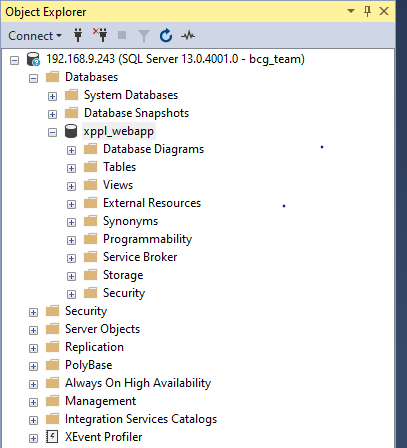 Object Explorer
Connect
192.168.9.243 (SQL Server 13.0.4001.0 - bcg_team)
Databases
System Databases
Database Snapshots
xppl_webapp
Database Diagrams
Tables
Views
External Resources
Synonyms
Programmability
Service Broker
Storage
Security
Security
Server Objects
Replication
PolyBase
Always On High Availability
Management
Integration Services Catalogs
XEvent Profiler